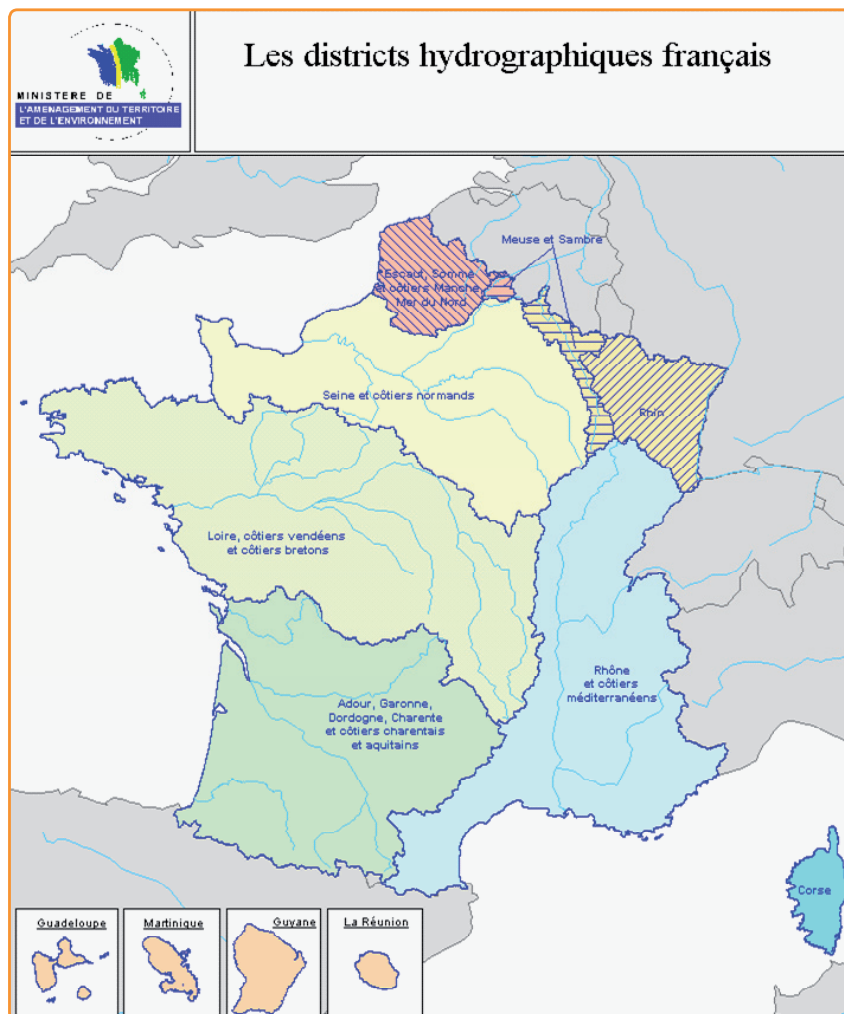 Les districts hydrographiques français
MINISTERE DE
L'AMENAGEMENT DU TERRITOIRE
ET DE L'ENVIRONNEMENT
Meuse et Sambre
Escaut, Somme
et côtiers Manche
Mer du Nord
Seine et côtiers normands
Rhin
Loire, côtiers vendéens
et côtiers bretons
Rhône
et côtiers
méditerranéens
Adour, Garonne,
Dordogne, Charente
et côtiers charentais
et aquitains
Corse
Guadeloupe
Martinique
Guyane
La Réunion